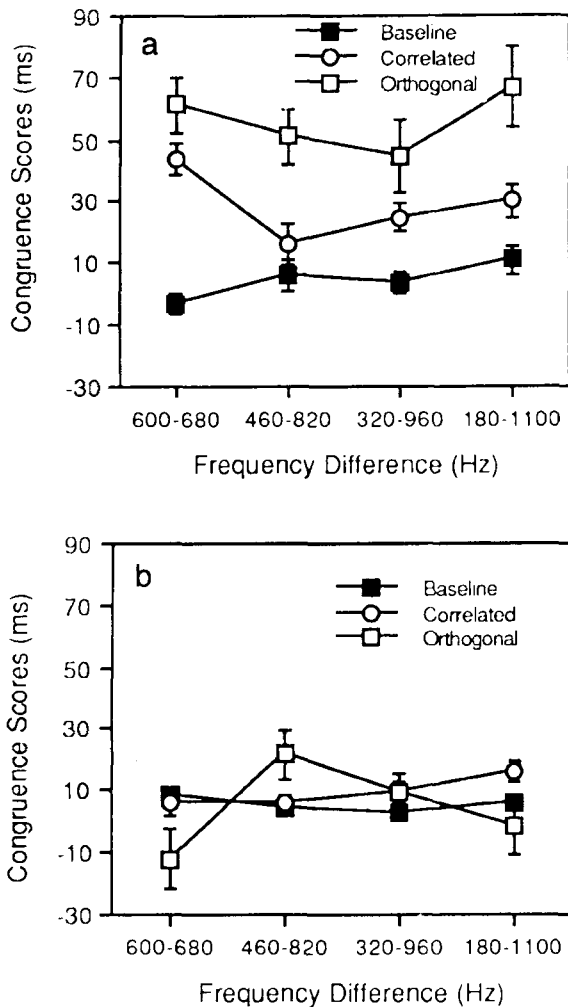 a
Baseline
Correlated
Orthogonal
Congruence Scores (ms)
90
70
50
30
10
-10
-30
600-680 460-820 320-960 180-1100
Frequency Difference (Hz)
b
Baseline
Correlated
Orthogonal
Congruence Scores (ms)
90
70
50
30
10
-10
-30
600-680 460-820 320-960 180-1100
Frequency Difference (Hz)